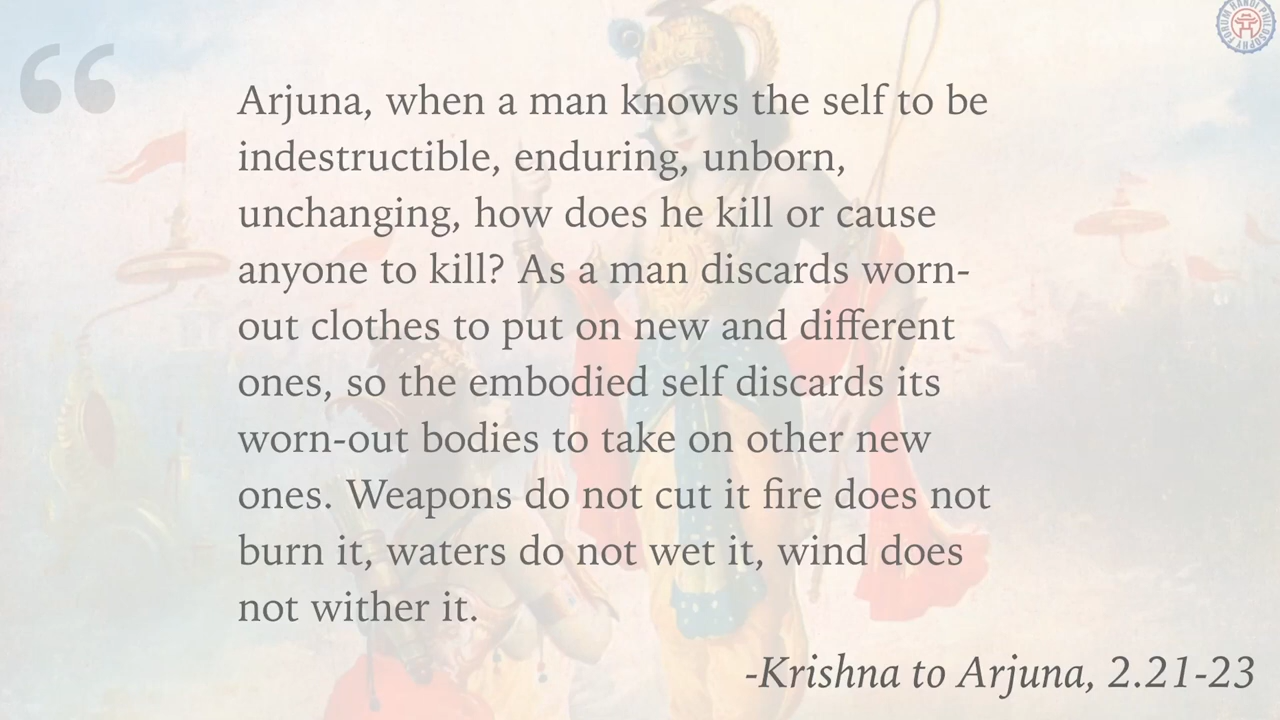 “
Arjuna, when a man knows the self to be
indestructible, enduring, unborn,
unchanging, how does he kill or cause
anyone to kill? As a man discards worn-
out clothes to put on new and different
ones, so the embodied self discards its
worn-out bodies to take on other new
ones. Weapons do not cut it fire does not
burn it, waters do not wet it, wind does
not wither it.
-Krishna to Arjuna, 2.21-23
HANOI PHILOSOPHY FORUM